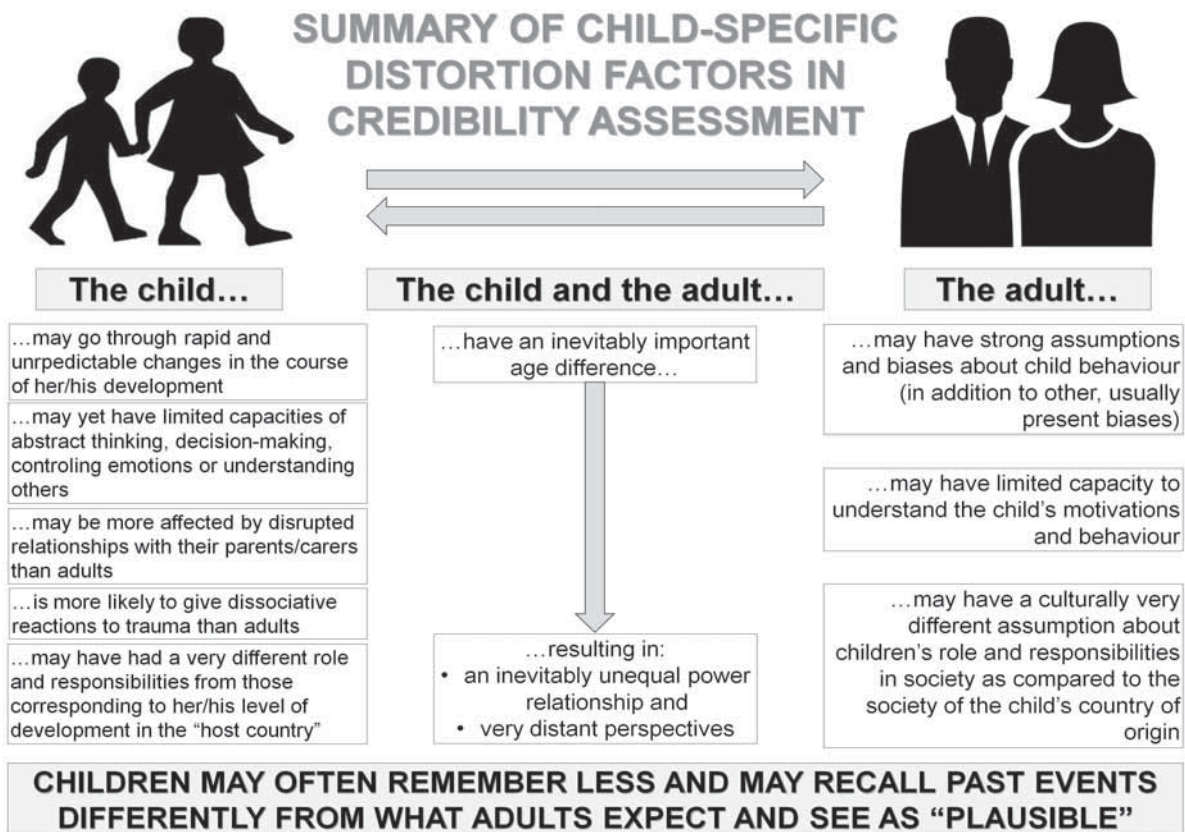 SUMMARY OF CHILD-SPECIFIC
DISTORTION FACTORS IN
CREDIBILITY ASSESSMENT
The child…
…may go through rapid and
unrpedictable changes in the course
of her/his development
…may yet have limited capacities of
abstract thinking, decision-making,
controling emotions or understanding
others
…may be more affected by disrupted
relationships with their parents/carers
than adults
…is more likely to give dissociative
reactions to trauma than adults
…may have had a very different role
and responsibilities from those
corresponding to her/his level of
development in the “host country”
The child and the adult…
…have an inevitably important
age difference…
…resulting in:
• an inevitably unequal power
relationship and
• very distant perspectives
The adult…
…may have strong assumptions
and biases about child behaviour
(in addition to other, usually
present biases)
…may have limited capacity to
understand the child’s motivations
and behaviour
…may have a culturally very
different assumption about
children’s role and responsibilities
in society as compared to the
society of the child’s country of
origin
CHILDREN MAY OFTEN REMEMBER LESS AND MAY RECALL PAST EVENTS
DIFFERENTLY FROM WHAT ADULTS EXPECT AND SEE AS “PLAUSIBLE”